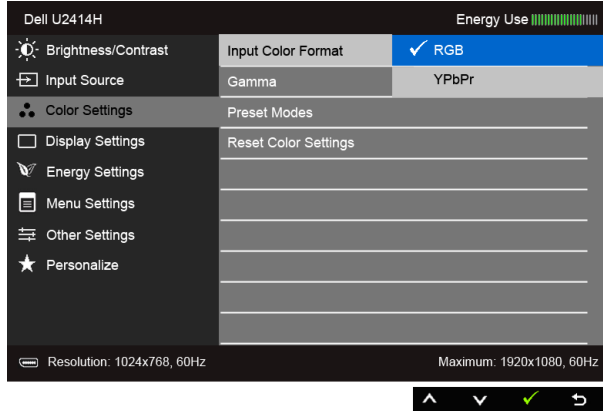 Dell U2414H
Energy Use
Brightness/Contrast
Input Color Format
RGB
Input Source
Gamma
YPbPr
Color Settings
Preset Modes
Display Settings
Reset Color Settings
Energy Settings
Menu Settings
Other Settings
Personalize
Resolution: 1024x768, 60Hz
Maximum: 1920x1080, 60Hz